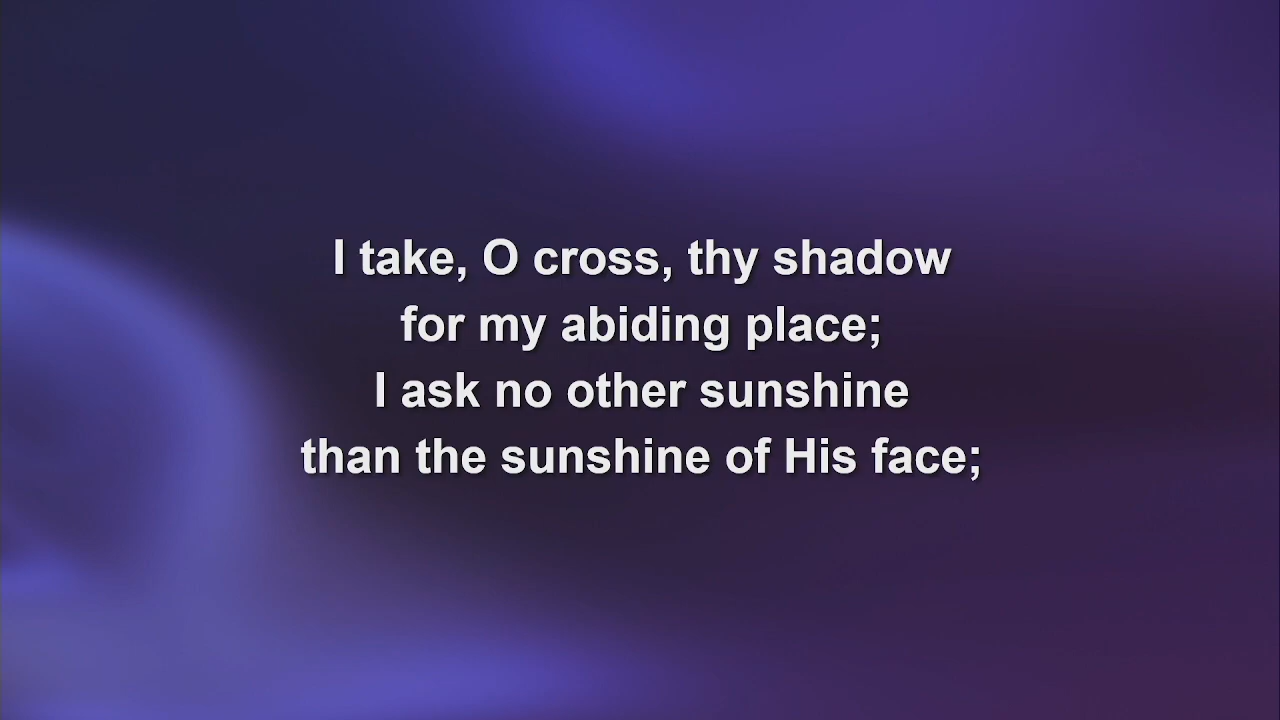 I take, O cross, thy shadow
for my abiding place;
I ask no other sunshine
than the sunshine of His face;